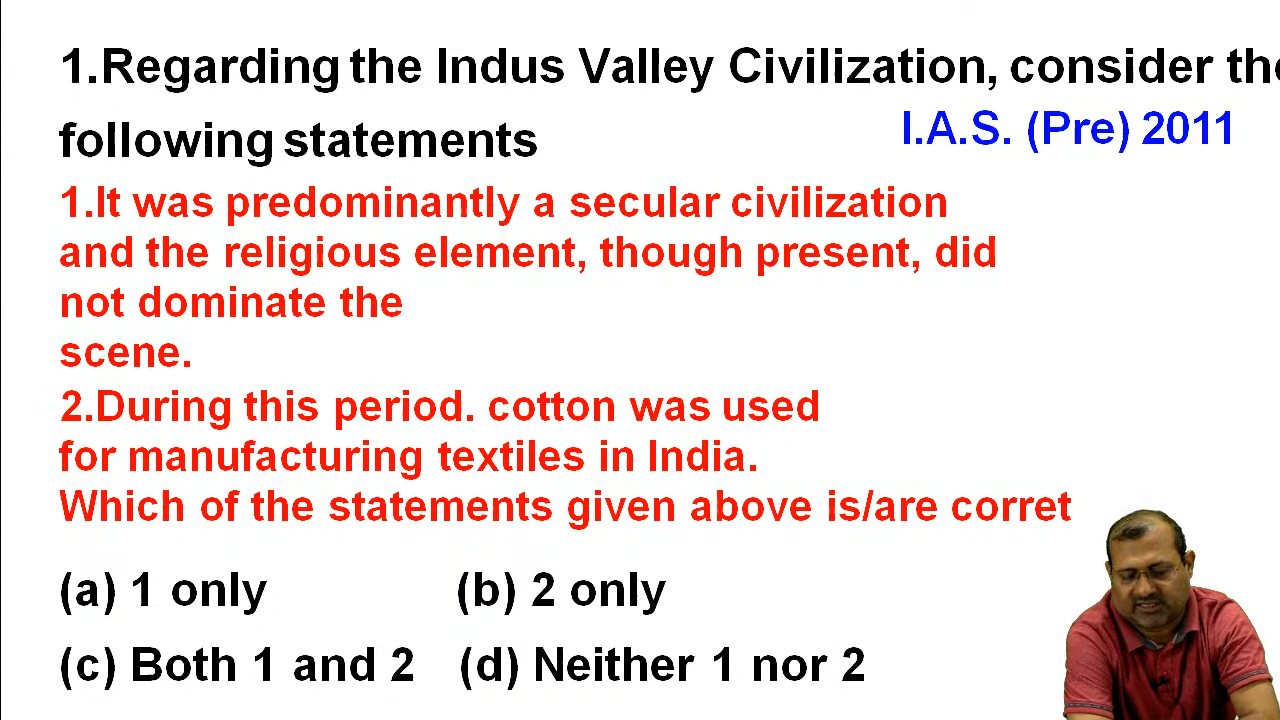 1.Regarding the Indus Valley Civilization, consider the
following statements
I.A.S. (Pre) 2011
1.It was predominantly a secular civilization
and the religious element, though present, did
not dominate the
scene.
2.During this period. cotton was used
for manufacturing textiles in India.
Which of the statements given above is/are corret
(a) 1 only (b) 2 only
(c) Both 1 and 2 (d) Neither 1 nor 2